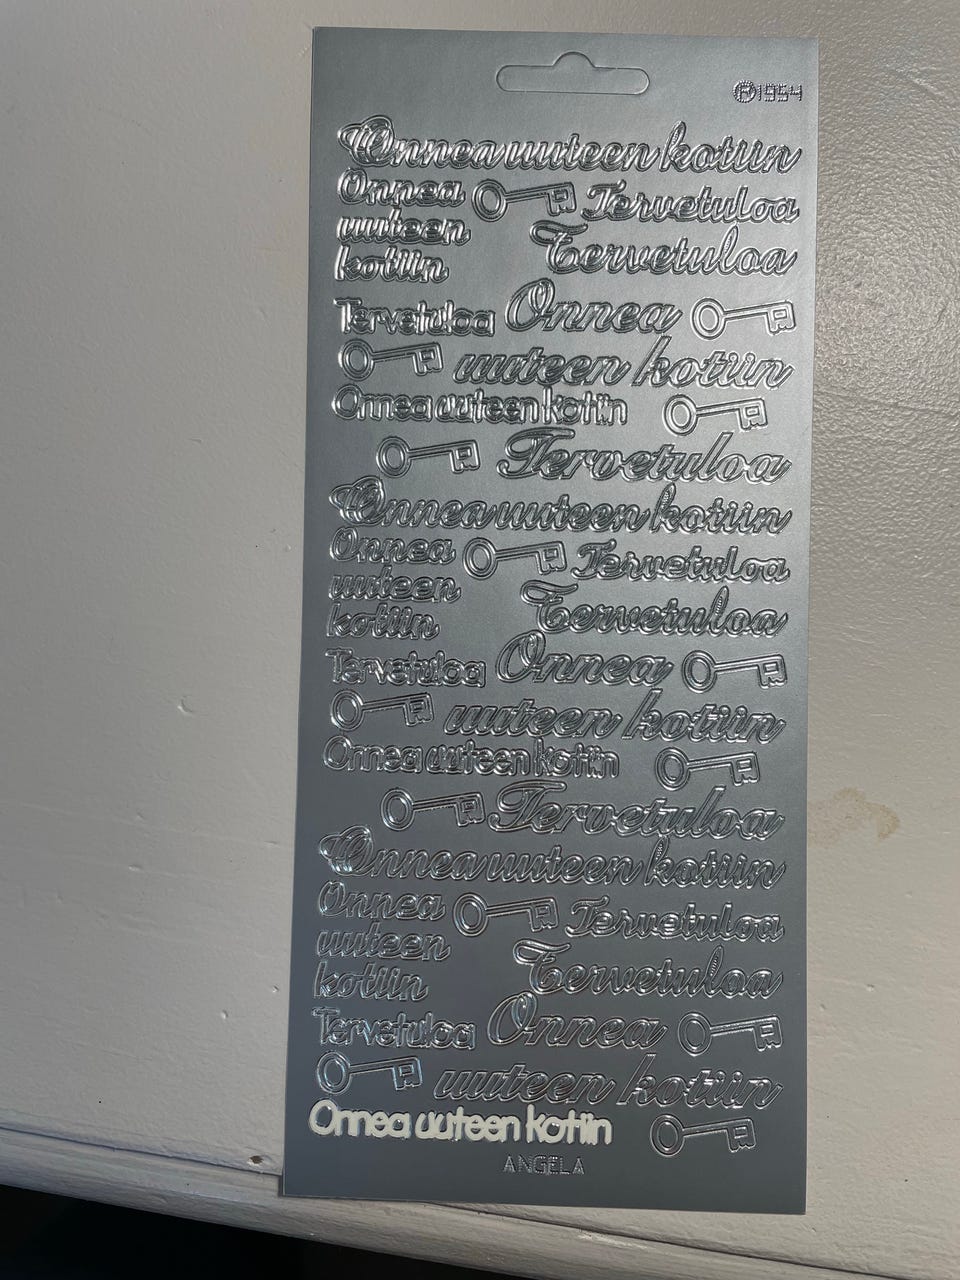 ℗1954
Onnea uuteen kotiin
Onnea
uuteen
kotiin
Tervetuloa
Tervetuloa
Tervetuloa
Onnea
uuteen kotiin
Onnea uuteen kotiin
Tervetuloa
Onnea uuteen kotiin
Onnea
uuteen
kotiin
Tervetuloa
Tervetuloa
Tervetuloa
Onnea
uuteen kotiin
Onnea uuteen kotiin
Tervetuloa
Onnea uuteen kotiin
Onnea
uuteen
kotiin
Tervetuloa
Tervetuloa
Tervetuloa
Onnea
uuteen kotiin
Onnea uuteen kotiin
ANGELA